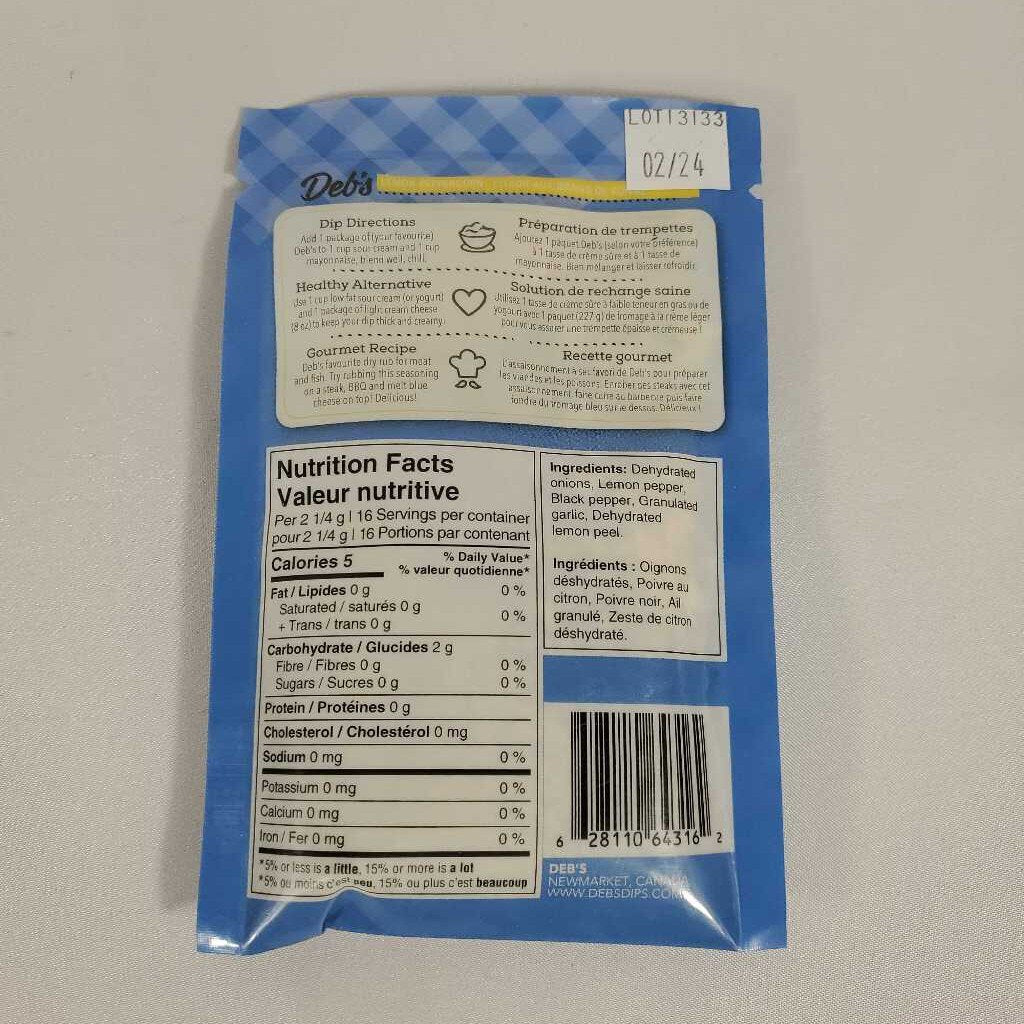 LOT13133
02/24
Deb's
Dip Directions
Add 1 package of (your favourite)
Deb's to 1 cup sour cream and 1 cup
mayonnaise, blend well, chill.
Préparation de trempettes
Ajoutez 1 paquet Deb's (selon votre préférence)
à 1 tasse de crème sûre et à 1 tasse de
mayonnaise. Bien mélanger et laisser refroidir.
Healthy Alternative
Use 1 cup low fat sour cream (or yogurt)
and 1 package of light cream cheese
(8 oz) to keep your dip thick and creamy.
Solution de rechange saine
Utilisez 1 tasse de crème sûre à faible teneur en gras ou de
yogourt avec 1 paquet (227 g) de fromage à la crème léger
pour vous assurer une trempette épaisse et crémeuse !
Gourmet Recipe
Deb's favourite dry rub for meat
and fish. Try rubbing this seasoning
on a steak, BBQ and melt blue
cheese on top! Delicious!
Recette gourmet
L'assaisonnement à sec favori de Deb's pour préparer
les viandes et les poissons. Enrober ses steaks avec cet
assaisonnement, faire cuire au barbecue puis faire
fondre du fromage bleu sur le dessus. Délicieux !
Nutrition Facts
Valeur nutritive
Per 2 1/4 g | 16 Servings per container
pour 2 1/4 g | 16 Portions par contenant
Calories 5
% Daily Value*
% valeur quotidienne*
Fat / Lipides 0 g 0 %
Saturated / saturés 0 g
+ Trans / trans 0 g 0 %
Carbohydrate / Glucides 2 g
Fibre / Fibres 0 g 0 %
Sugars / Sucres 0 g 0 %
Protein / Protéines 0 g
Cholesterol / Cholestérol 0 mg
Sodium 0 mg 0 %
Potassium 0 mg 0 %
Calcium 0 mg 0 %
Iron / Fer 0 mg 0 %
*5% or less is a little, 15% or more is a lot
*5% ou moins c'est peu, 15% ou plus c'est beaucoup
Ingredients: Dehydrated
onions, Lemon pepper,
Black pepper, Granulated
garlic, Dehydrated
lemon peel.
Ingrédients : Oignons
déshydratés, Poivre au
citron, Poivre noir, Ail
granulé, Zeste de citron
déshydraté.
6 28110 64316 2
DEB'S
NEWMARKET, CANADA
WWW.DEBSDIPS.COM